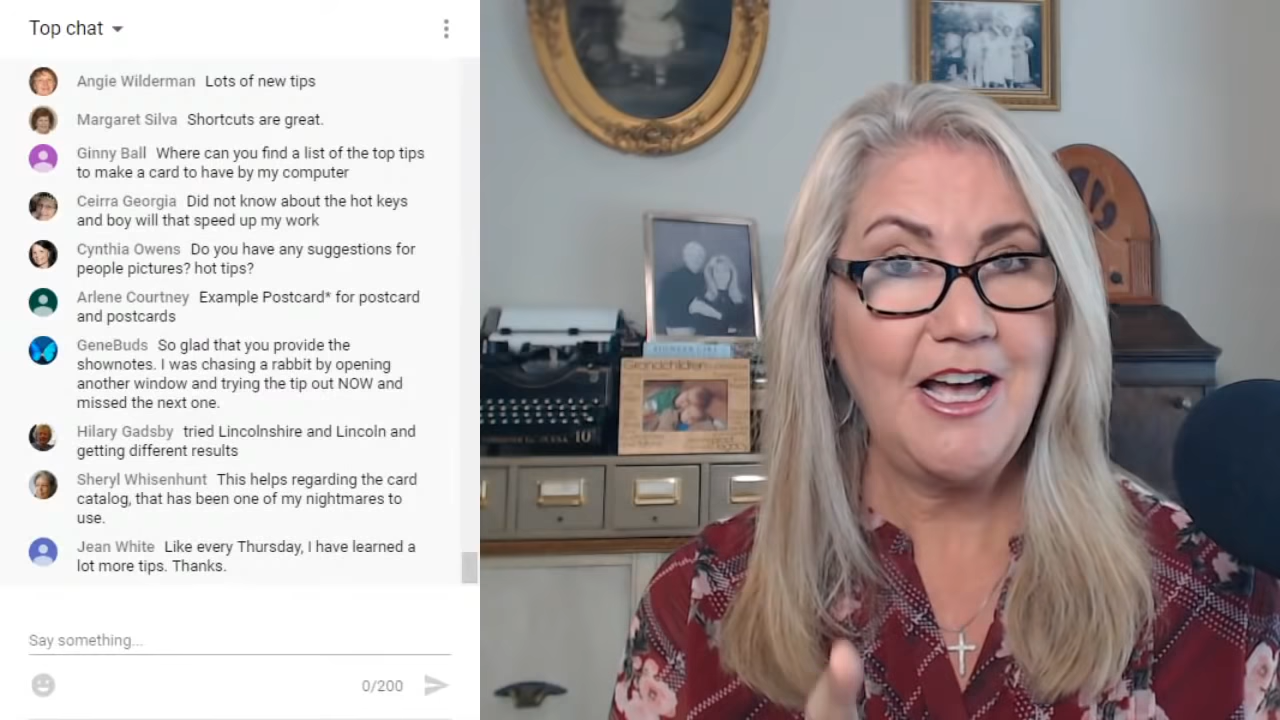 Top chat
Angie Wilderman Lots of new tips
Margaret Silva Shortcuts are great.
Ginny Ball Where can you find a list of the top tips
to make a card to have by my computer
Ceirra Georgia Did not know about the hot keys
and boy will that speed up my work
Cynthia Owens Do you have any suggestions for
people pictures? hot tips?
Arlene Courtney Example Postcard* for postcard
and postcards
GeneBuds So glad that you provide the
shownotes. I was chasing a rabbit by opening
another window and trying the tip out NOW and
missed the next one.
Hilary Gadsby tried Lincolnshire and Lincoln and
getting different results
Sheryl Whisenhunt This helps regarding the card
catalog, that has been one of my nightmares to
use.
Jean White Like every Thursday, I have learned a
lot more tips. Thanks.
Say something...
0/200
Grandchildren
10